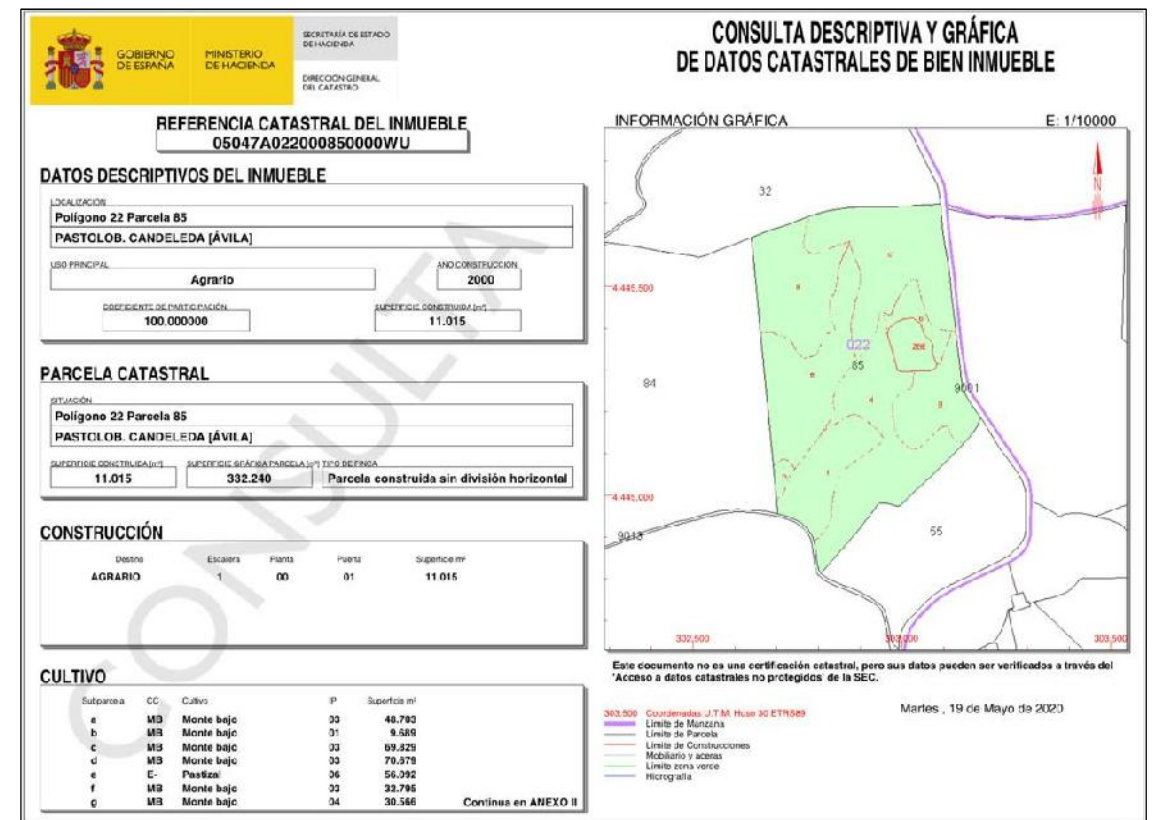 GOBIERNO DE ESPAÑA
MINISTERIO DE HACIENDA
SECRETARÍA DE ESTADO DE HACIENDA
DIRECCIÓN GENERAL DEL CATASTRO
CONSULTA DESCRIPTIVA Y GRÁFICA
DE DATOS CATASTRALES DE BIEN INMUEBLE
REFERENCIA CATASTRAL DEL INMUEBLE
05047A022000850000WU
DATOS DESCRIPTIVOS DEL INMUEBLE
LOCALIZACIÓN
Polígono 22 Parcela 85
PASTOLOB. CANDELEDA [ÁVILA]
USO PRINCIPAL
Agrario
AÑO CONSTRUCCIÓN
2000
COEFICIENTE DE PARTICIPACIÓN
100,000000
SUPERFICIE CONSTRUIDA [m²]
11.015
PARCELA CATASTRAL
SITUACIÓN
Polígono 22 Parcela 85
PASTOLOB. CANDELEDA [ÁVILA]
SUPERFICIE CONSTRUIDA [m²] SUPERFICIE GRÁFICA PARCELA [m²] TIPO DE FINCA
11.015 332.240 Parcela construida sin división horizontal
CONSTRUCCIÓN
Destino Escalera Planta Puerta Superficie m²
AGRARIO 1 00 01 11.015
CULTIVO
Subparcela CC Cultivo IP Superficie m²
a MB Monte bajo 03 48.793
b MB Monte bajo 01 9.689
c MB Monte bajo 03 69.829
d MB Monte bajo 03 70.679
e E- Pastizal 06 56.092
f MB Monte bajo 03 32.795
g MB Monte bajo 04 30.566 Continua en ANEXO II
CONSULTA
INFORMACIÓN GRÁFICA E: 1/10000
N
32
4,445,500
022
85
84
9001
4,445,000
55
9013
332,500
303,500
Este documento no es una certificación catastral, pero sus datos pueden ser verificados a través del
'Acceso a datos catastrales no protegidos' de la SEC.
303,500 Coordenadas U.T.M. Huso 30 ETRS89
Límite de Manzana
Límite de Parcela
Límite de Construcciones
Mobiliario y aceras
Límite zona verde
Hidrografía
Martes , 19 de Mayo de 2020